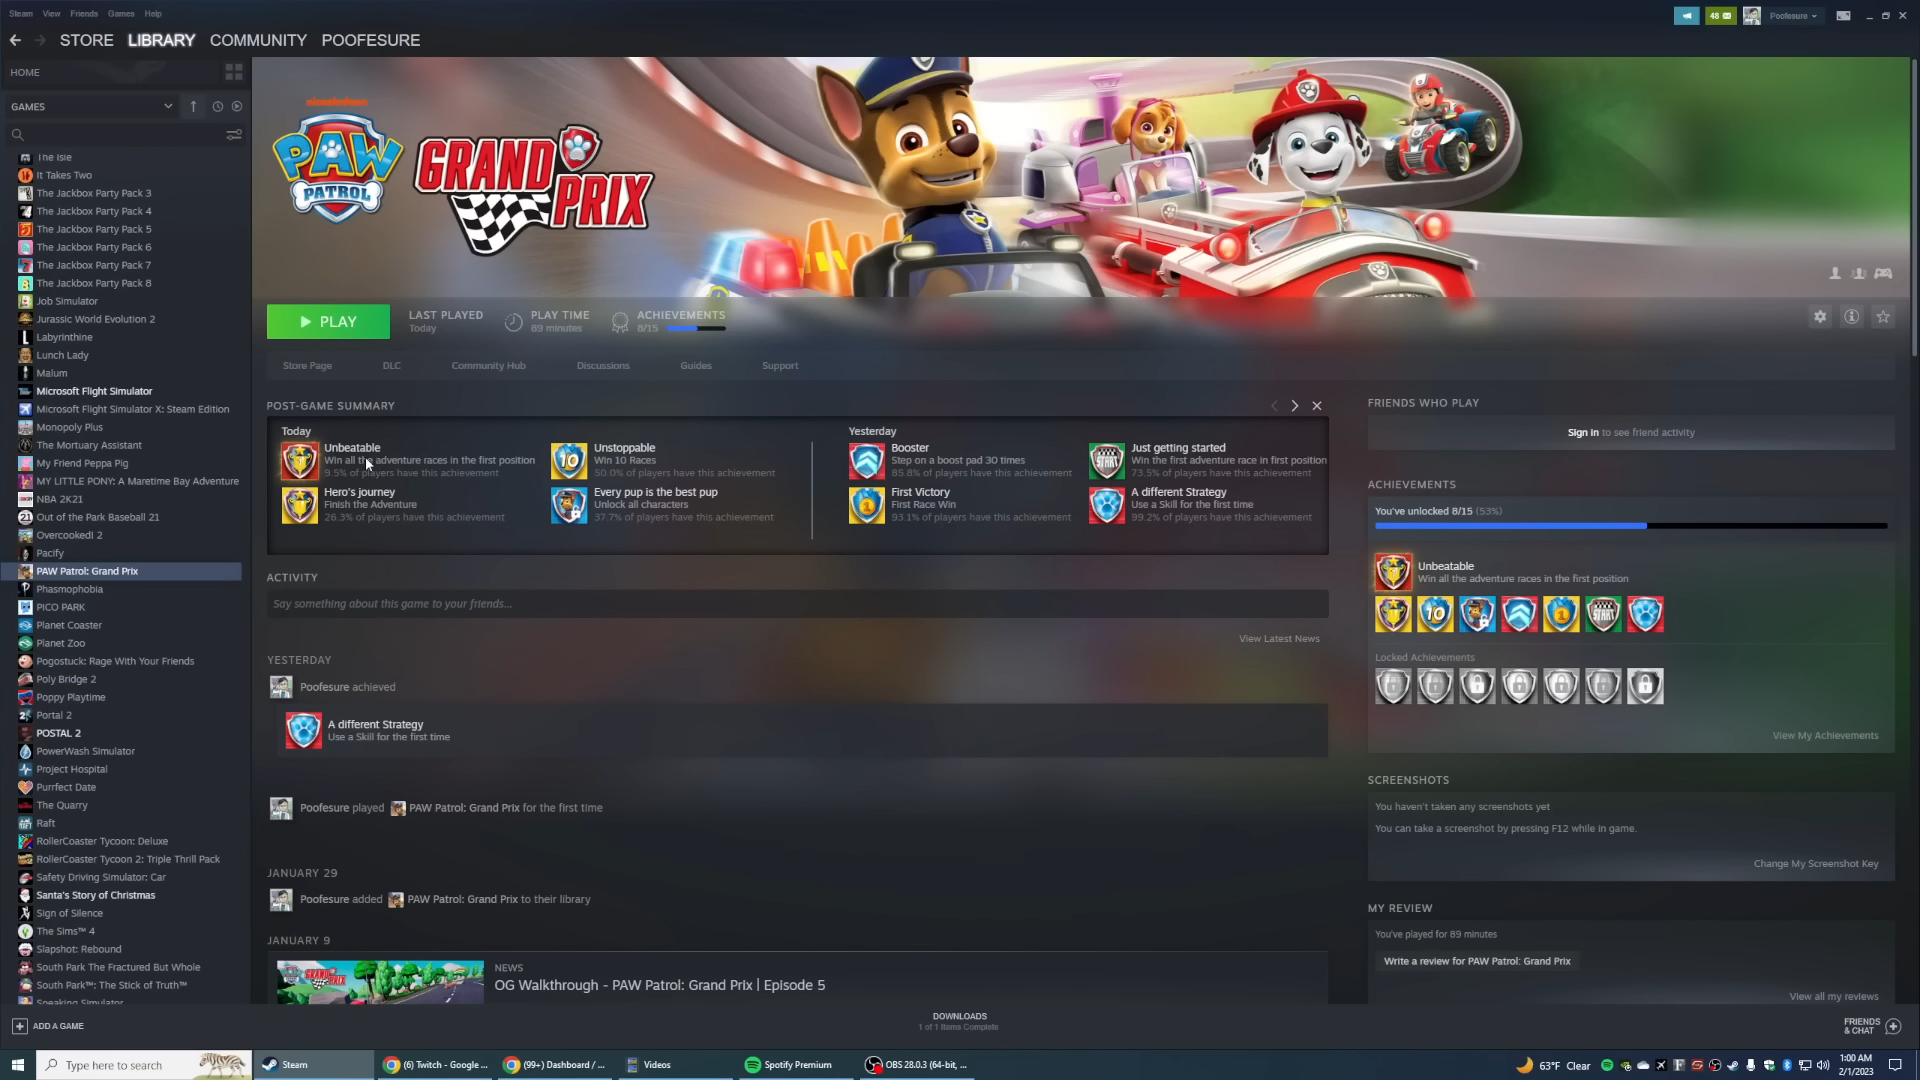 Steam View Friends Games Help
48
Poofesure
STORE LIBRARY COMMUNITY POOFESURE
HOME
GAMES
The Isle
It Takes Two
The Jackbox Party Pack 3
The Jackbox Party Pack 4
The Jackbox Party Pack 5
The Jackbox Party Pack 6
The Jackbox Party Pack 7
The Jackbox Party Pack 8
Job Simulator
Jurassic World Evolution 2
Labyrinthine
Lunch Lady
Malum
Microsoft Flight Simulator
Microsoft Flight Simulator X: Steam Edition
Monopoly Plus
The Mortuary Assistant
My Friend Peppa Pig
MY LITTLE PONY: A Maretime Bay Adventure
NBA 2K21
Out of the Park Baseball 21
Overcooked! 2
Pacify
PAW Patrol: Grand Prix
Phasmophobia
PICO PARK
Planet Coaster
Planet Zoo
Pogostuck: Rage With Your Friends
Poly Bridge 2
Poppy Playtime
Portal 2
POSTAL 2
PowerWash Simulator
Project Hospital
Purrfect Date
The Quarry
Raft
RollerCoaster Tycoon: Deluxe
RollerCoaster Tycoon 2: Triple Thrill Pack
Safety Driving Simulator: Car
Santa's Story of Christmas
Sign of Silence
The Sims™ 4
Slapshot: Rebound
South Park The Fractured But Whole
South Park™: The Stick of Truth™
Speaking Simulator
ADD A GAME
nickelodeon
PAW PATROL
GRAND PRIX
PLAY
LAST PLAYED
Today
PLAY TIME
89 minutes
ACHIEVEMENTS
8/15
Store Page DLC Community Hub Discussions Guides Support
POST-GAME SUMMARY
Today
Unbeatable
Win all the adventure races in the first position
9.5% of players have this achievement
Hero's journey
Finish the Adventure
26.3% of players have this achievement
10
Unstoppable
Win 10 Races
50.0% of players have this achievement
Every pup is the best pup
Unlock all characters
37.7% of players have this achievement
Yesterday
Booster
Step on a boost pad 30 times
85.8% of players have this achievement
First Victory
First Race Win
93.1% of players have this achievement
START
Just getting started
Win the first adventure race in first position
73.5% of players have this achievement
A different Strategy
Use a Skill for the first time
99.2% of players have this achievement
ACTIVITY
Say something about this game to your friends...
View Latest News
YESTERDAY
Poofesure achieved
A different Strategy
Use a Skill for the first time
Poofesure played PAW Patrol: Grand Prix for the first time
JANUARY 29
Poofesure added PAW Patrol: Grand Prix to their library
JANUARY 9
NEWS
OG Walkthrough - PAW Patrol: Grand Prix | Episode 5
FRIENDS WHO PLAY
Sign in to see friend activity
ACHIEVEMENTS
You've unlocked 8/15 (53%)
Unbeatable
Win all the adventure races in the first position
10 1 START
Locked Achievements
View My Achievements
SCREENSHOTS
You haven't taken any screenshots yet
You can take a screenshot by pressing F12 while in game.
Change My Screenshot Key
MY REVIEW
You've played for 89 minutes
Write a review for PAW Patrol: Grand Prix
View all my reviews
DOWNLOADS
1 of 1 Items Complete
FRIENDS
& CHAT
Type here to search
Steam
(6) Twitch - Google ...
(99+) Dashboard / ...
Videos
Spotify Premium
OBS 28.0.3 (64-bit, ...
63°F Clear
1:00 AM
2/1/2023